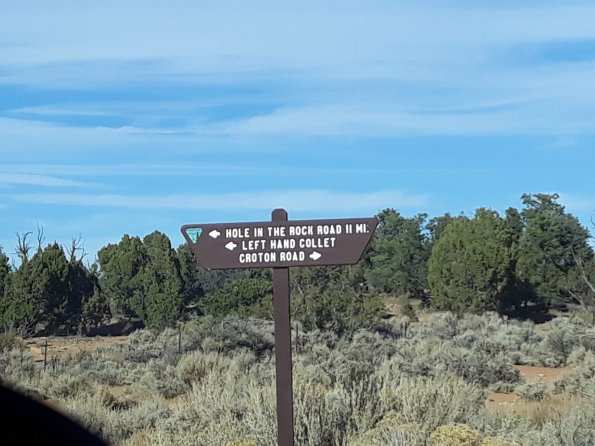 HOLE IN THE ROCK ROAD 11 MI.
LEFT HAND COLLET
CROTON ROAD